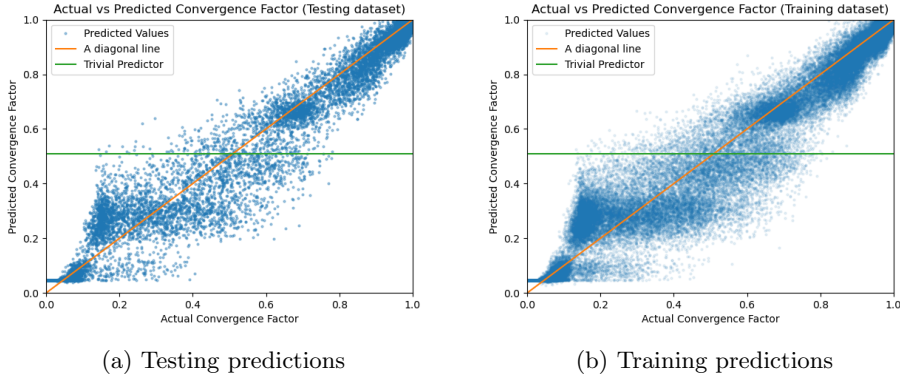 Actual vs Predicted Convergence Factor (Testing dataset)
1.0
0.8
0.6
0.4
0.2
0.0
Predicted Convergence Factor
Predicted Values
A diagonal line
Trivial Predictor
0.0 0.2 0.4 0.6 0.8 1.0
Actual Convergence Factor
(a) Testing predictions
Actual vs Predicted Convergence Factor (Training dataset)
1.0
0.8
0.6
0.4
0.2
0.0
Predicted Convergence Factor
Predicted Values
A diagonal line
Trivial Predictor
0.0 0.2 0.4 0.6 0.8 1.0
Actual Convergence Factor
(b) Training predictions